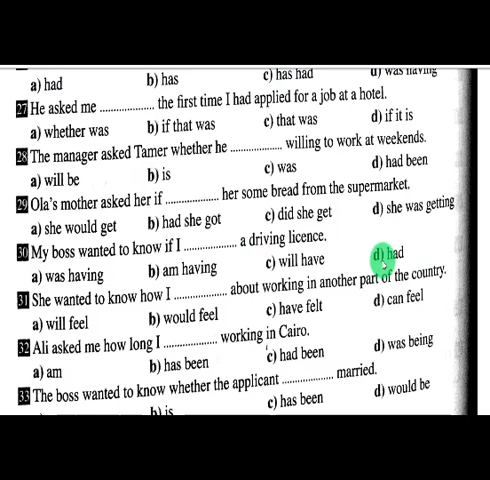 a) had b) has c) has had d) was having
27 He asked me .................. the first time I had applied for a job at a hotel.
a) whether was b) if that was c) that was d) if it is
28 The manager asked Tamer whether he .................. willing to work at weekends.
a) will be b) is c) was d) had been
29 Ola's mother asked her if .................. her some bread from the supermarket.
a) she would get b) had she got c) did she get d) she was getting
30 My boss wanted to know if I .................. a driving licence.
a) was having b) am having c) will have d) had
31 She wanted to know how I .................. about working in another part of the country.
a) will feel b) would feel c) have felt d) can feel
32 Ali asked me how long I .................. working in Cairo.
a) am b) has been c) had been d) was being
33 The boss wanted to know whether the applicant .................. married.
b) is c) has been d) would be